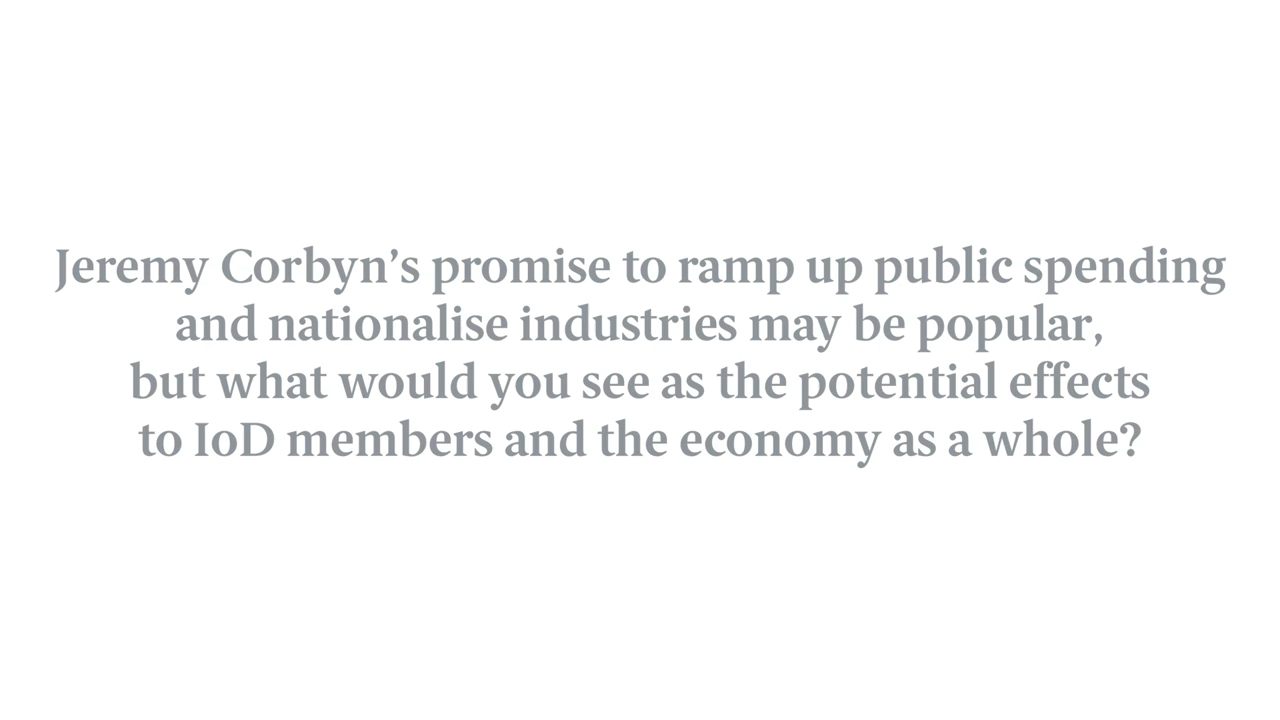 Jeremy Corbyn’s promise to ramp up public spending
and nationalise industries may be popular,
but what would you see as the potential effects
to IoD members and the economy as a whole?